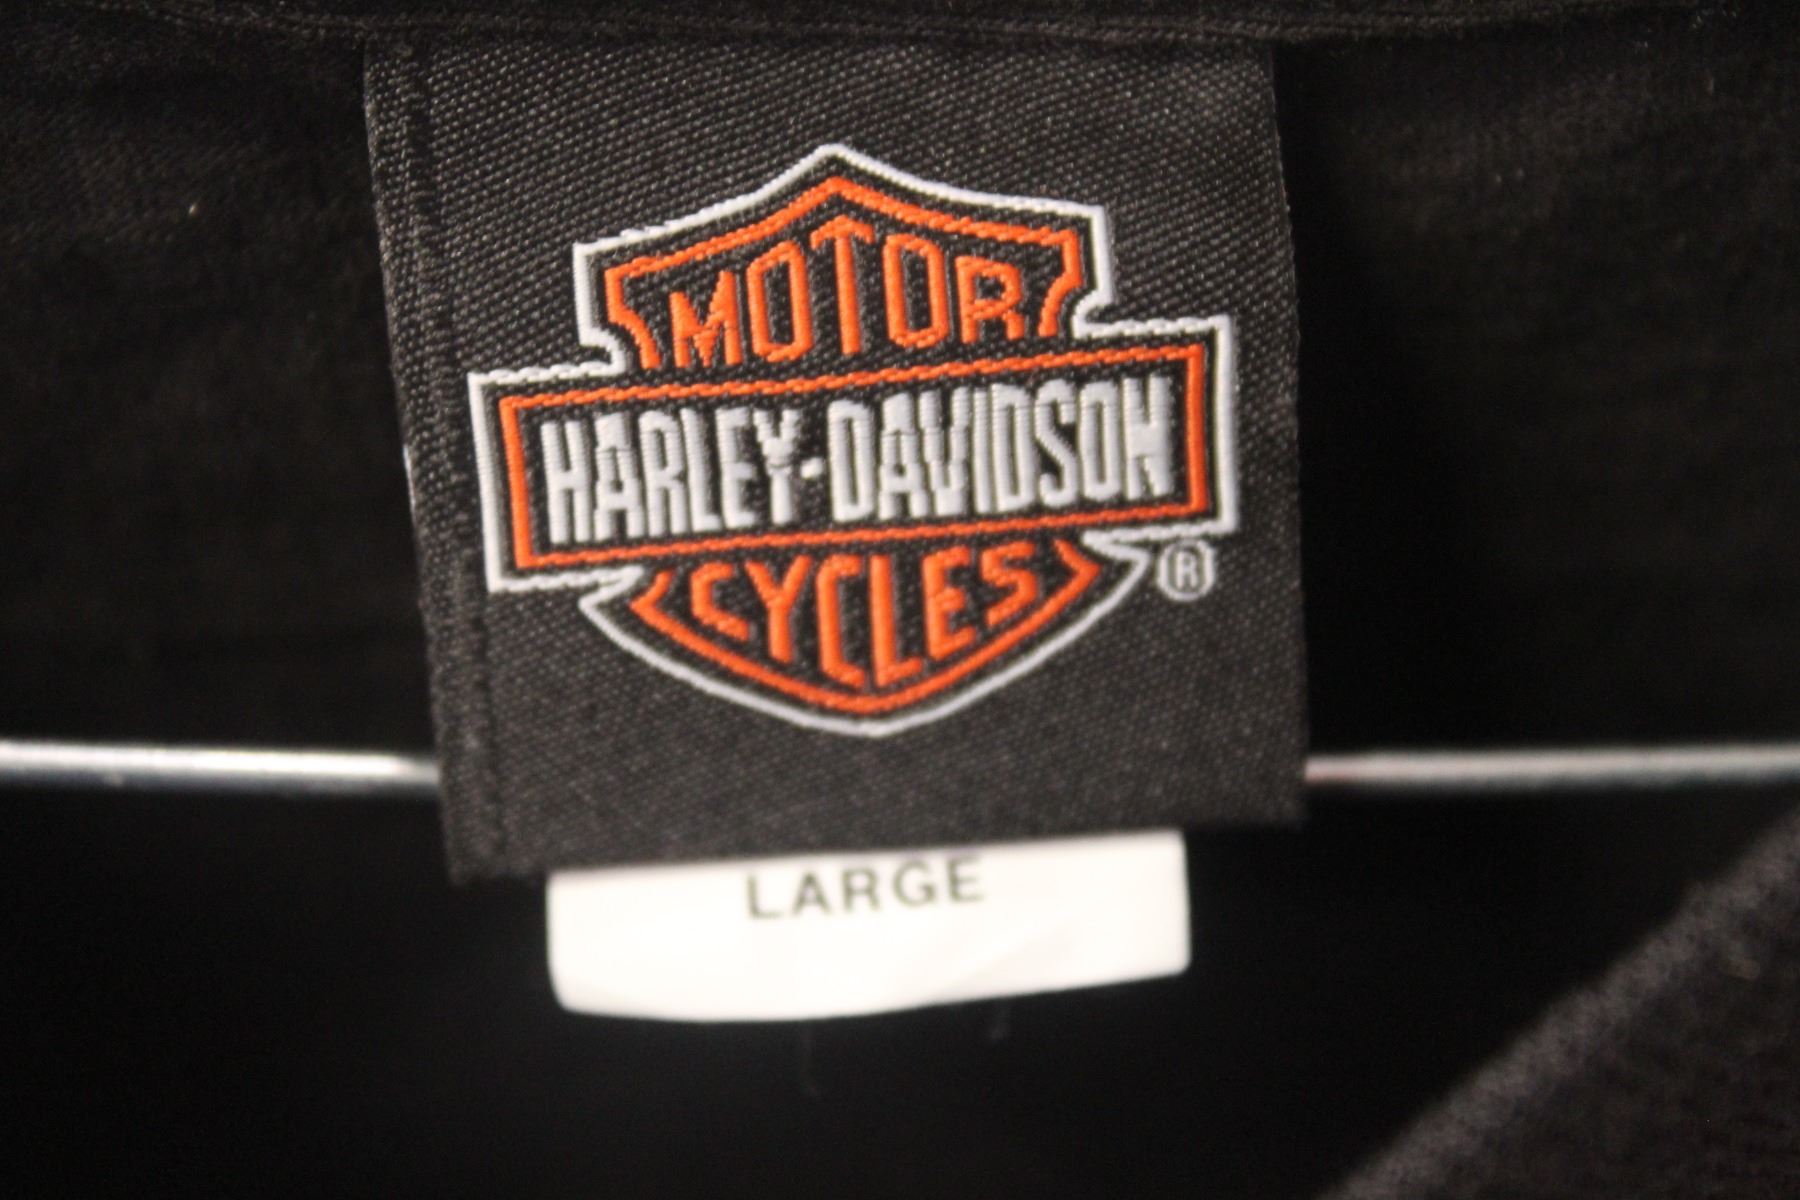 MOTOR
HARLEY-DAVIDSON
CYCLES
®
LARGE